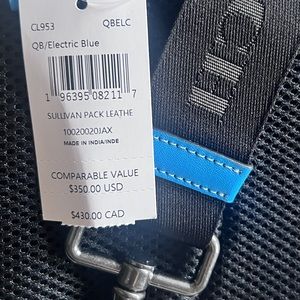 CL953 QBELC
QB/Electric Blue
1 96395 08211 7
SULLIVAN PACK LEATHE
10020020JAX
MADE IN INDIA/INDE
COMPARABLE VALUE
$350.00 USD
$430.00 CAD